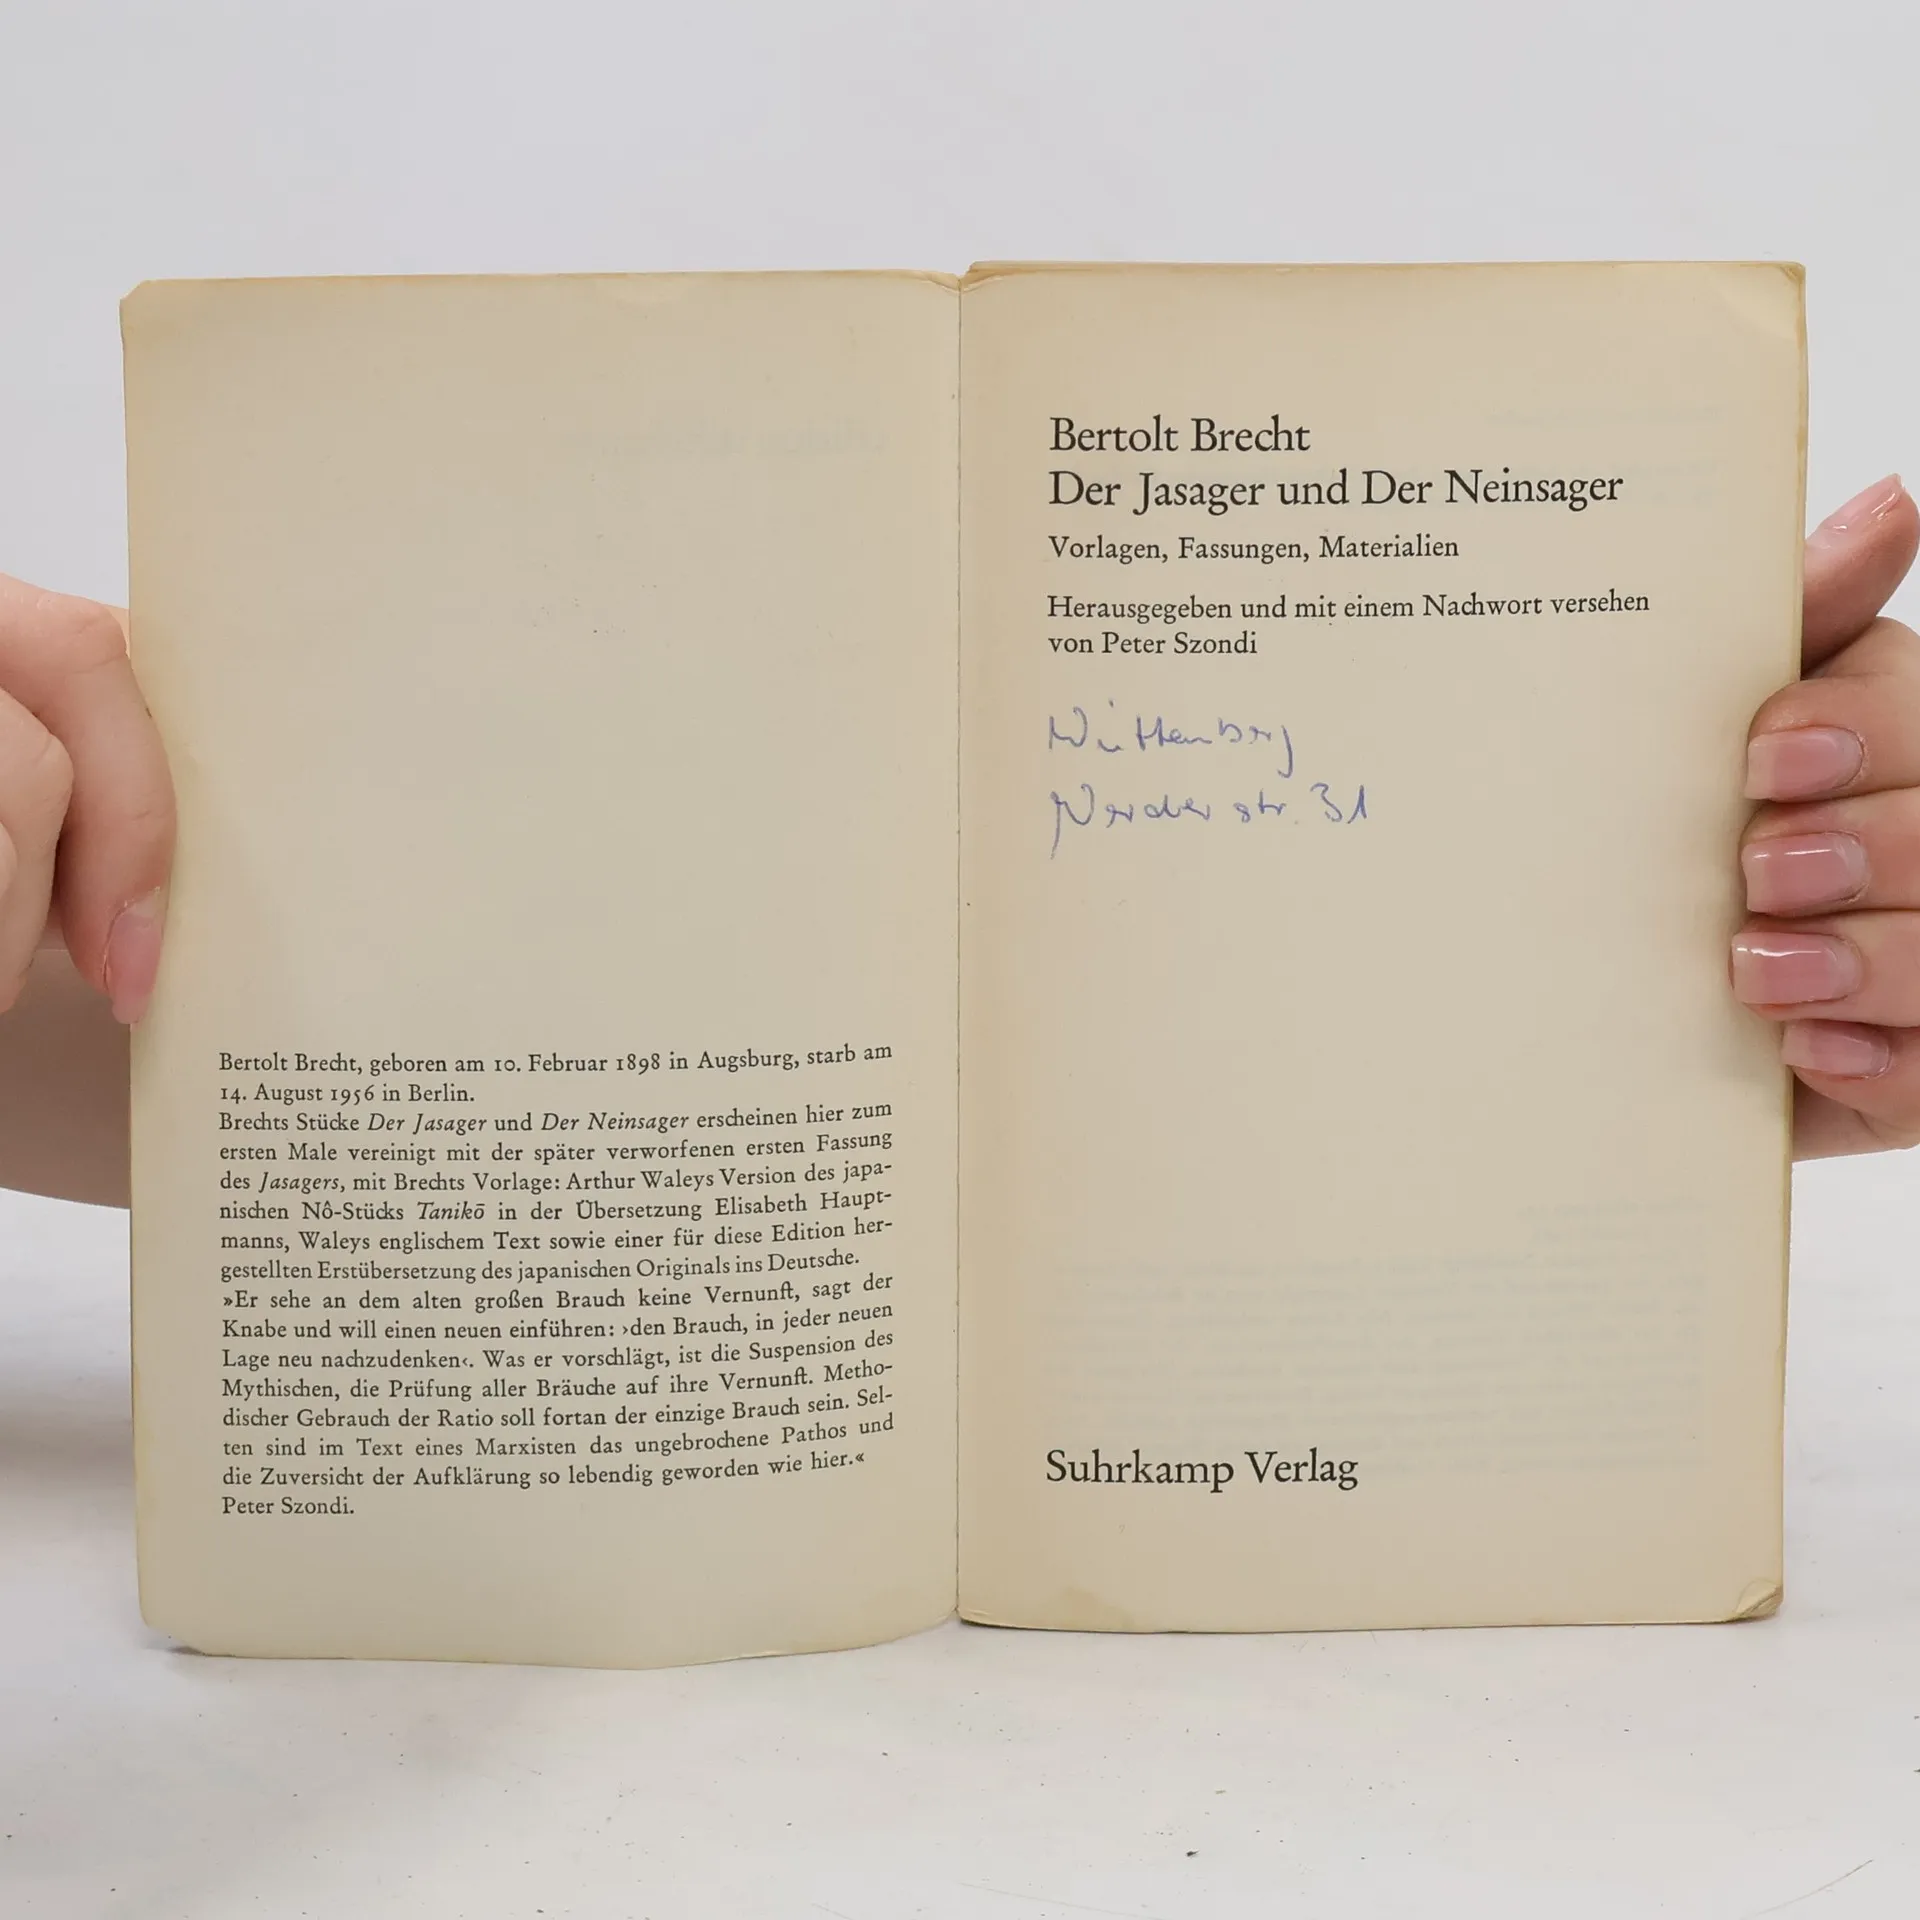 Bertolt Brecht, geboren am 10. Februar 1898 in Augsburg, starb am
14. August 1956 in Berlin.
Brechts Stücke Der Jasager und Der Neinsager erscheinen hier zum
ersten Male vereinigt mit der später verworfenen ersten Fassung
des Jasagers, mit Brechts Vorlage: Arthur Waleys Version des japa-
nischen Nô-Stücks Tanikō in der Übersetzung Elisabeth Haupt-
manns, Waleys englischem Text sowie einer für diese Edition her-
gestellten Erstübersetzung des japanischen Originals ins Deutsche.
»Er sehe an dem alten großen Brauch keine Vernunft, sagt der
Knabe und will einen neuen einführen: ›den Brauch, in jeder neuen
Lage neu nachzudenken‹. Was er vorschlägt, ist die Suspension des
Mythischen, die Prüfung aller Bräuche auf ihre Vernunft. Metho-
discher Gebrauch der Ratio soll fortan der einzige Brauch sein. Sel-
ten sind im Text eines Marxisten das ungebrochene Pathos und
die Zuversicht der Aufklärung so lebendig geworden wie hier.«
Peter Szondi.
Bertolt Brecht
Der Jasager und Der Neinsager
Vorlagen, Fassungen, Materialien
Herausgegeben und mit einem Nachwort versehen
von Peter Szondi
str. 31
Suhrkamp Verlag